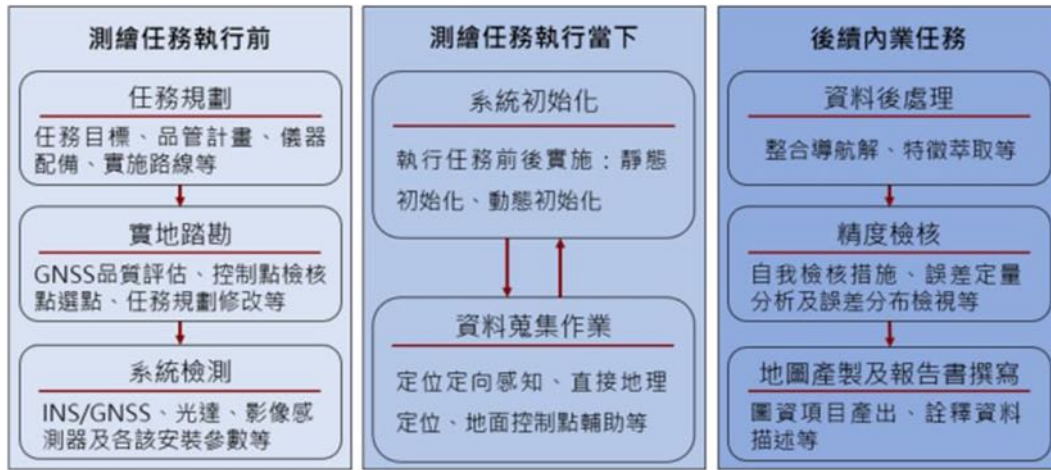 測繪任務執行前
任務規劃
任務目標、品管計畫、儀器
配備、實施路線等
實地踏勘
GNSS品質評估、控制點檢核
點選點、任務規劃修改等
系統檢測
INS/GNSS、光達、影像感
測器及各該安裝參數等
測繪任務執行當下
系統初始化
執行任務前後實施：靜態
初始化、動態初始化
資料蒐集作業
定位定向感知、直接地理
定位、地面控制點輔助等
後續內業任務
資料後處理
整合導航解、特徵萃取等
精度檢核
自我檢核措施、誤差定量
分析及誤差分布檢視等
地圖產製及報告書撰寫
圖資項目產出、詮釋資料
描述等